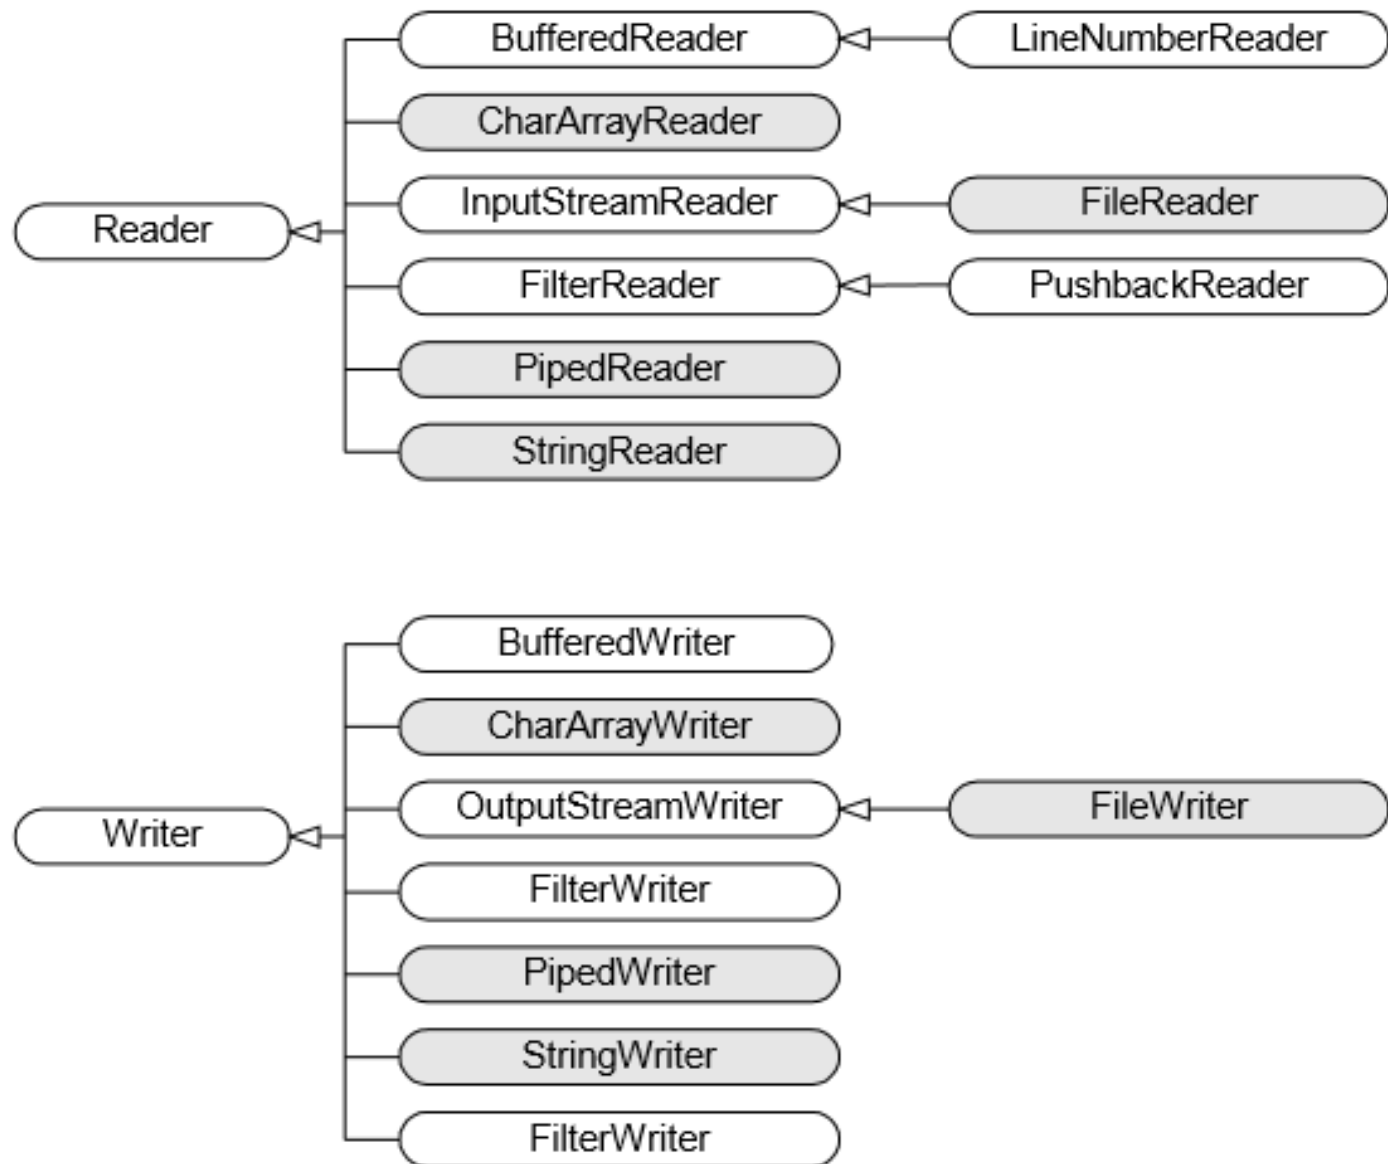 BufferedReader
LineNumberReader
CharArrayReader
InputStreamReader
FileReader
Reader
FilterReader
PushbackReader
PipedReader
StringReader
BufferedWriter
CharArrayWriter
OutputStreamWriter
FileWriter
Writer
FilterWriter
PipedWriter
StringWriter
FilterWriter